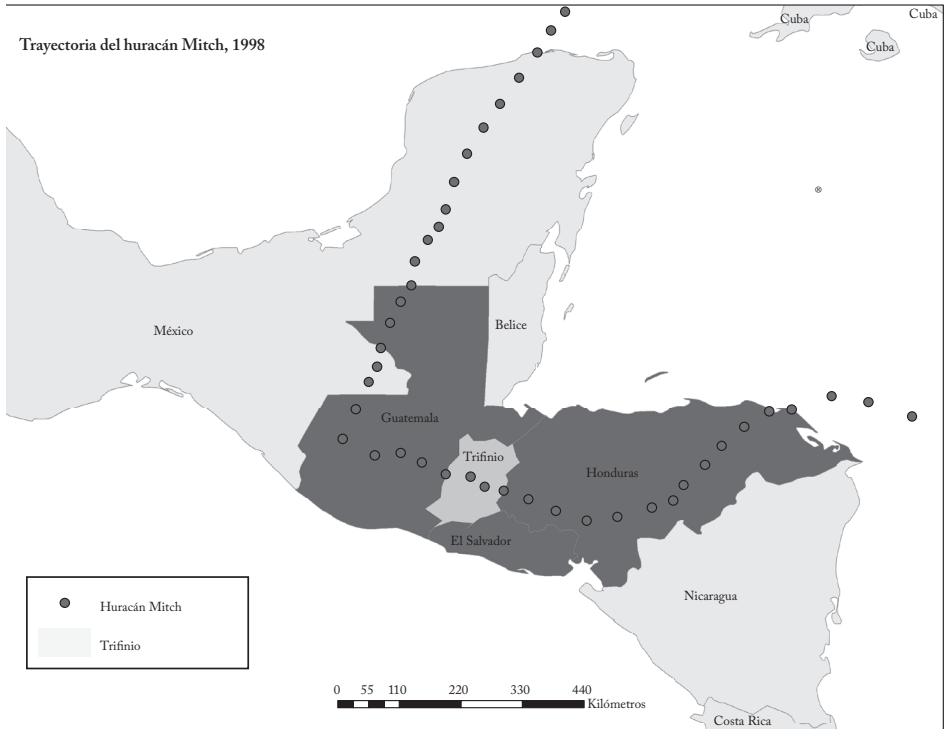 Trayectoria del huracán Mitch, 1998
Cuba
Cuba
Cuba
México
Belice
Guatemala
Trifinio
Honduras
El Salvador
Nicaragua
Costa Rica
Huracán Mitch
Trifinio
0 55 110 220 330 440
Kilómetros